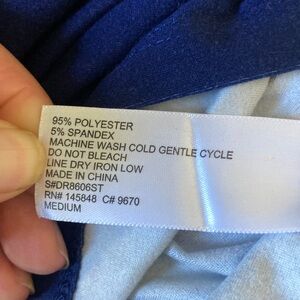 95% POLYESTER
5% SPANDEX
MACHINE WASH COLD GENTLE CYCLE
DO NOT BLEACH
LINE DRY IRON LOW
MADE IN CHINA
S#DR8606ST
RN# 145848 C# 9670
MEDIUM